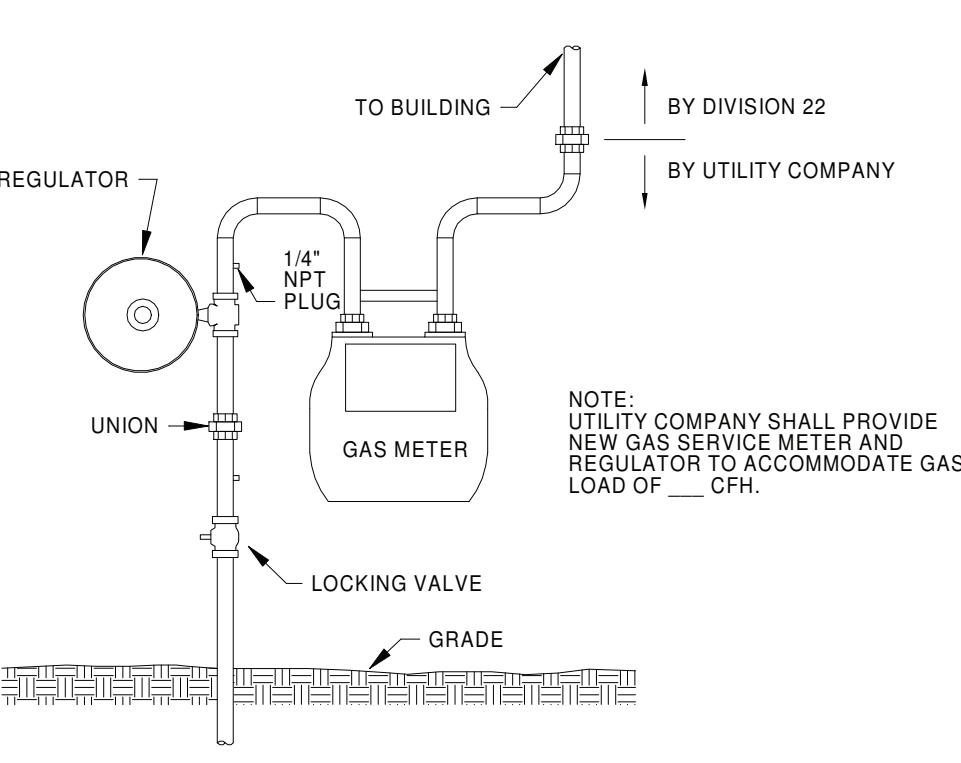 TO BUILDING
BY DIVISION 22
BY UTILITY COMPANY
REGULATOR
1/4"
NPT
PLUG
UNION
GAS METER
NOTE:
UTILITY COMPANY SHALL PROVIDE
NEW GAS SERVICE METER AND
REGULATOR TO ACCOMMODATE GAS
LOAD OF ___ CFH.
LOCKING VALVE
GRADE